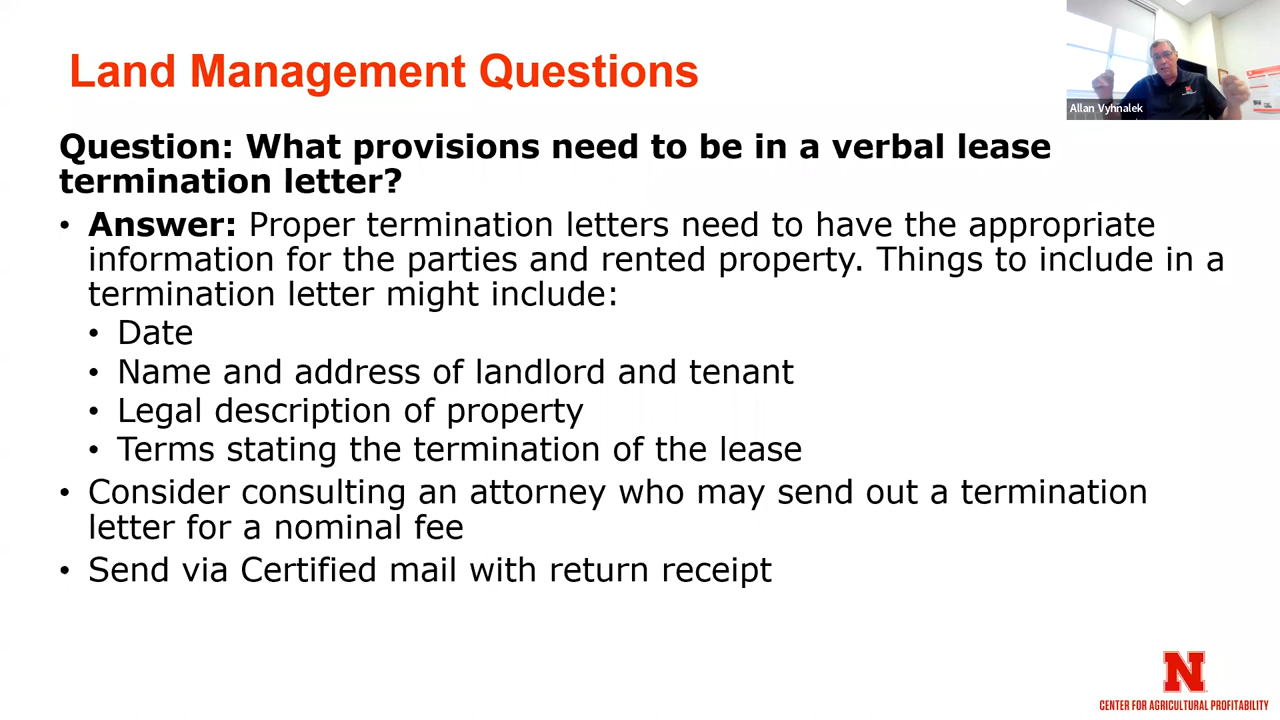 Land Management Questions
Allan Vyhnalek
Question: What provisions need to be in a verbal lease
termination letter?
• Answer: Proper termination letters need to have the appropriate
information for the parties and rented property. Things to include in a
termination letter might include:
• Date
• Name and address of landlord and tenant
• Legal description of property
• Terms stating the termination of the lease
• Consider consulting an attorney who may send out a termination
letter for a nominal fee
• Send via Certified mail with return receipt
N
CENTER FOR AGRICULTURAL PROFITABILITY